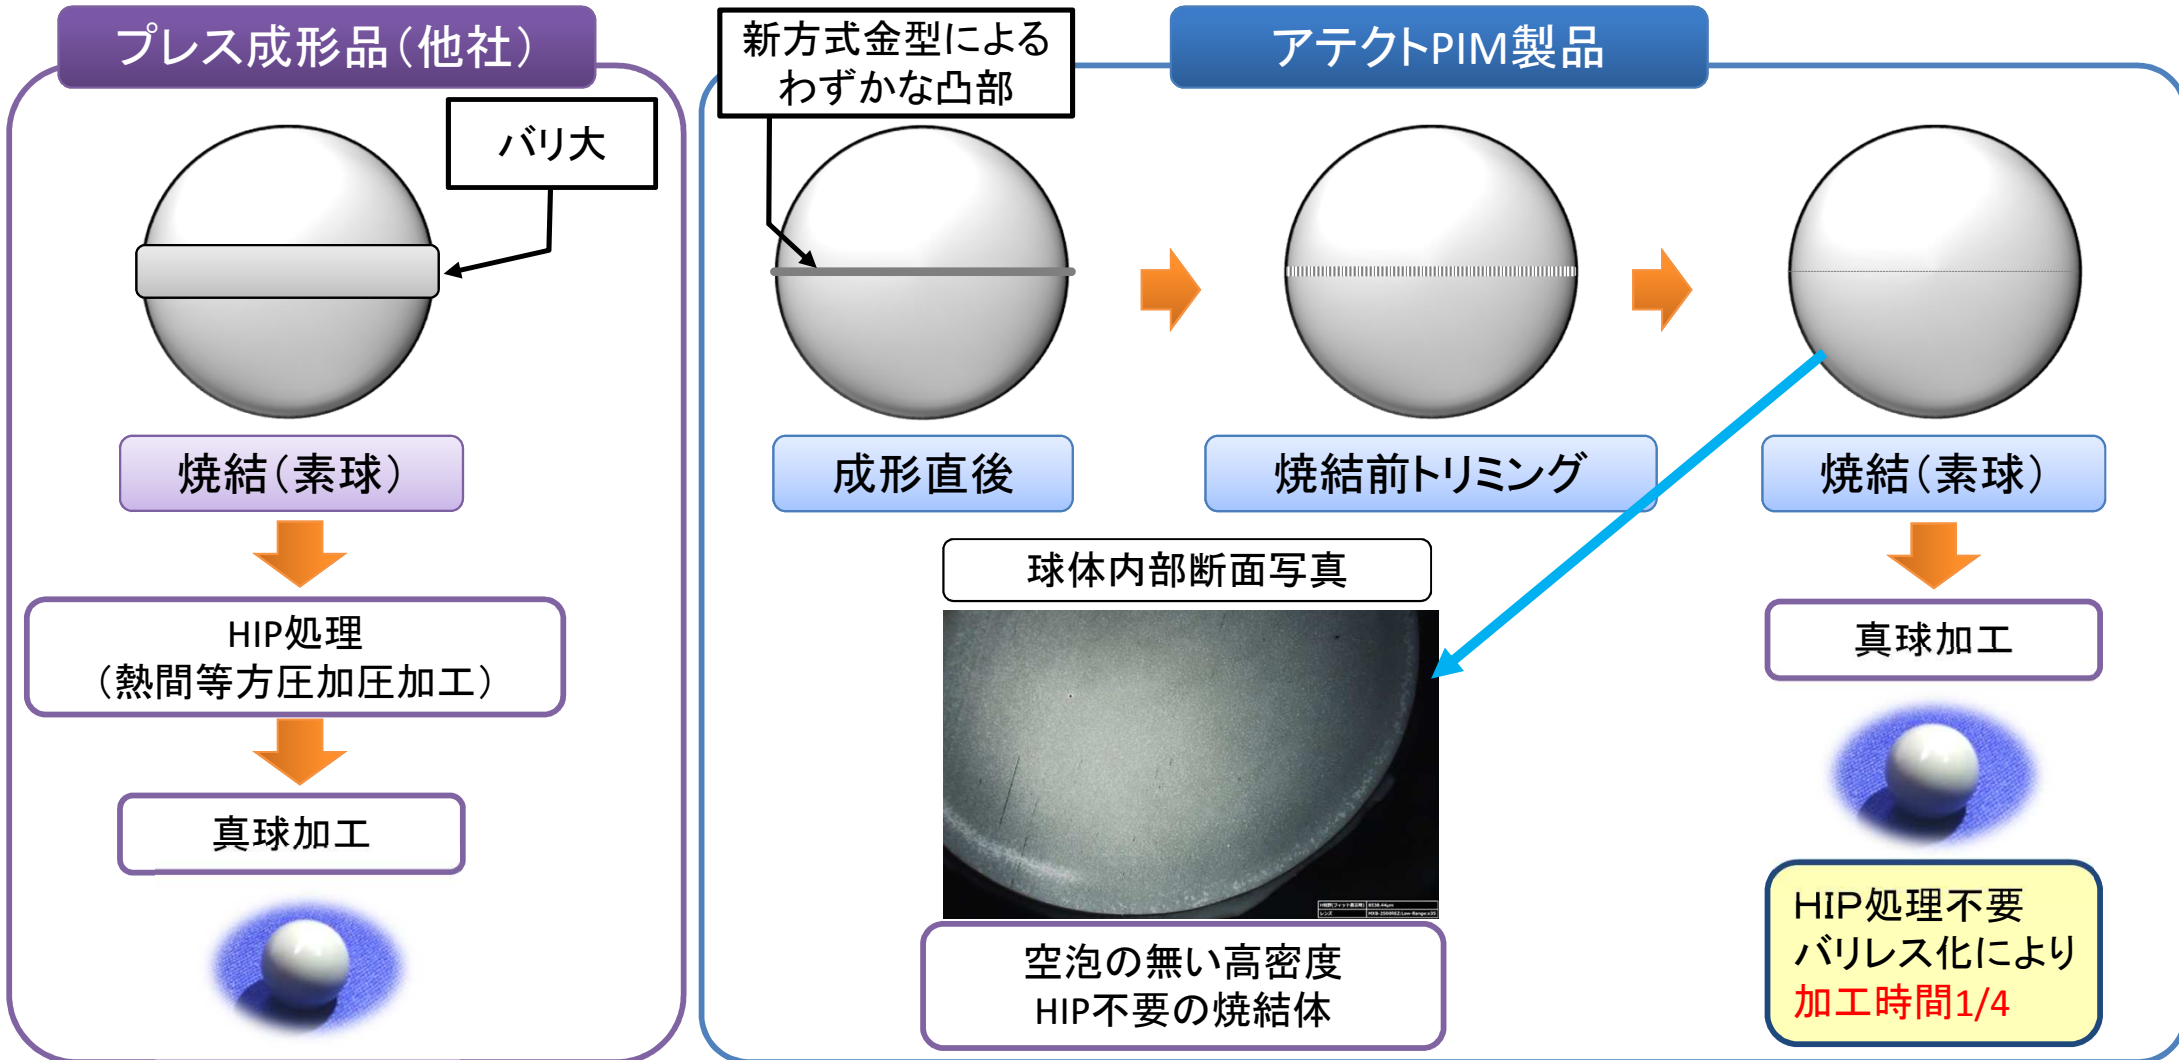 プレス成形品(他社)
バリ大
焼結(素球)
HIP処理
(熱間等方圧加圧加工)
真球加工
アテクトPIM製品
新方式金型による
わずかな凸部
成形直後
焼結前トリミング
焼結(素球)
球体内部断面写真
空泡の無い高密度
HIP不要の焼結体
真球加工
HIP処理不要
バリレス化により
加工時間1/4